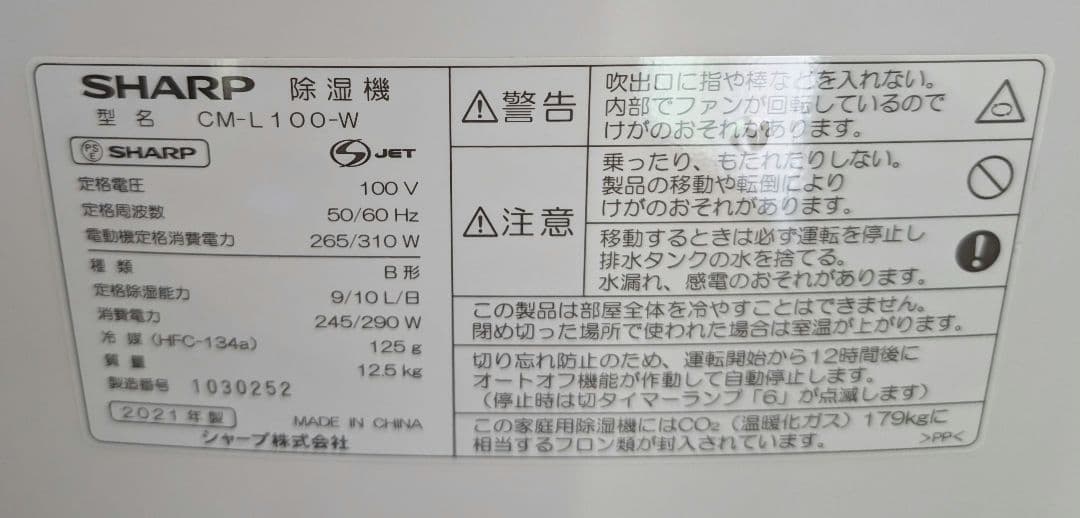 SHARP 除湿機
型名 CM-L100-W
PSE SHARP S JET
定格電圧 100 V
定格周波数 50/60 Hz
電動機定格消費電力 265/310 W
種類 B形
定格除湿能力 9/10 L/日
消費電力 245/290 W
冷媒(HFC-134a) 125 g
質量 12.5 kg
製造番号 1030252
2021年製 MADE IN CHINA
シャープ株式会社
警告
吹出口に指や棒などを入れない。
内部でファンが回転しているので
けがのおそれがあります。
注意
乗ったり、もたれたりしない。
製品の移動や転倒により
けがのおそれがあります。
移動するときは必ず運転を停止し
排水タンクの水を捨てる。
水漏れ、感電のおそれがあります。
この製品は部屋全体を冷やすことはできません。
閉め切った場所で使われた場合は室温が上がります。
切り忘れ防止のため、運転開始から12時間後に
オートオフ機能が作動して自動停止します。
(停止時は切タイマーランプ「6」が点滅します)
この家庭用除湿機にはCO₂(温暖化ガス)179kgに
相当するフロン類が封入されています。
>PP<